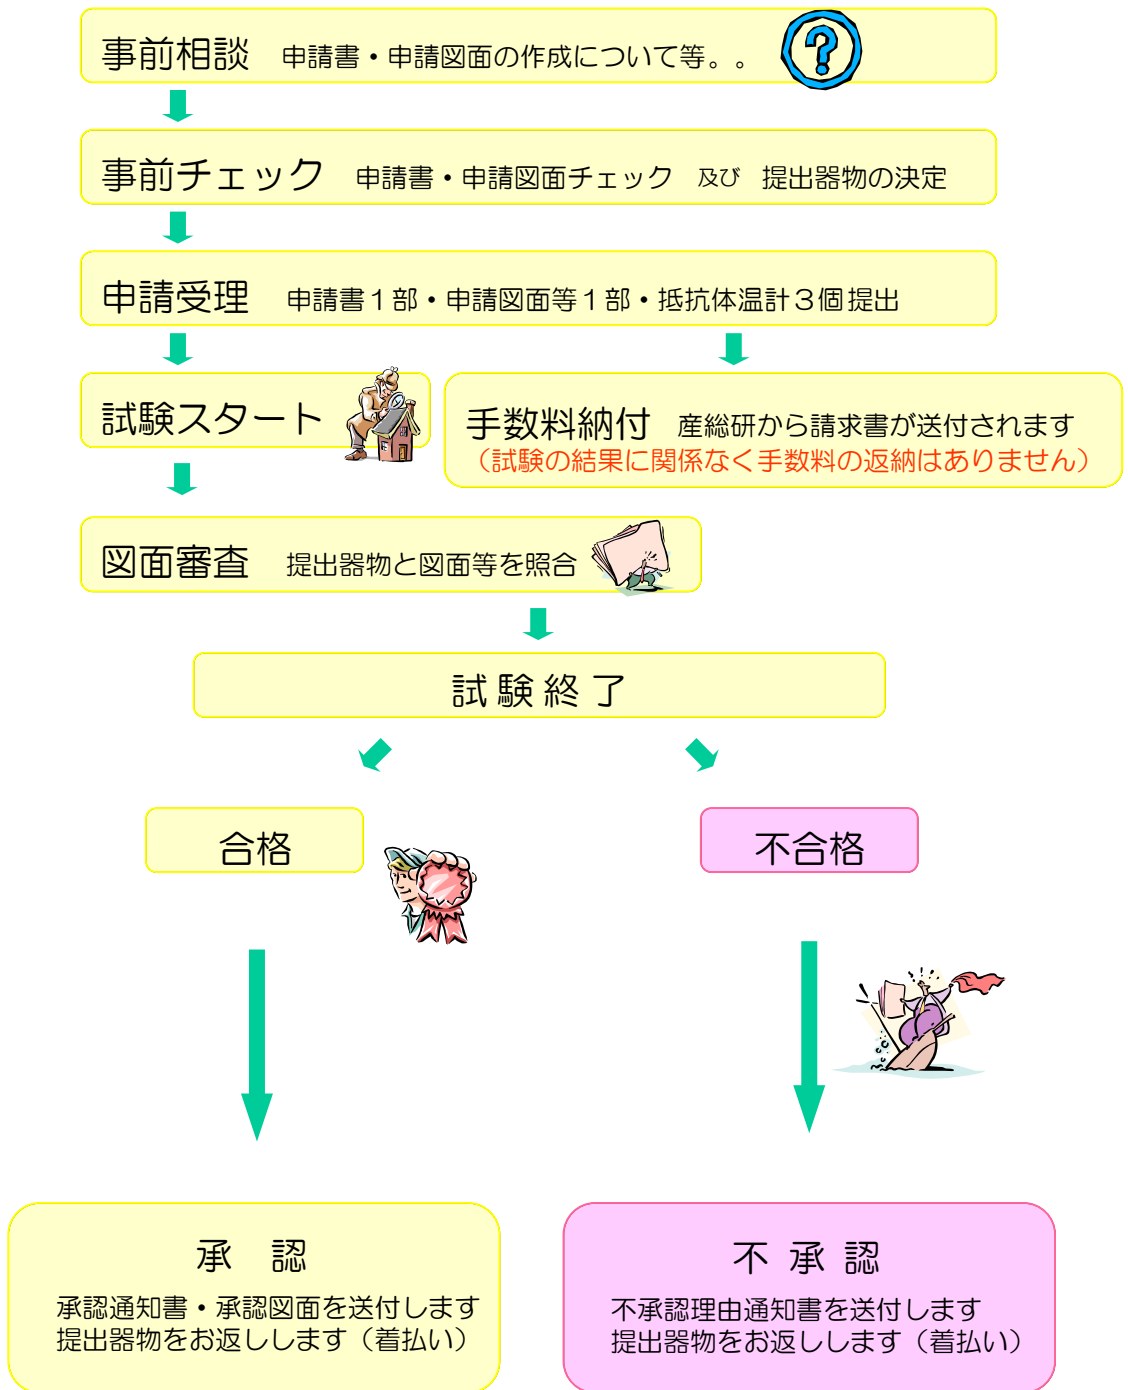 事前相談 申請書・申請図面の作成について等。。
事前チェック 申請書・申請図面チェック 及び 提出器物の決定
申請受理 申請書１部・申請図面等１部・抵抗体温計３個提出
試験スタート
手数料納付 産総研から請求書が送付されます
（試験の結果に関係なく手数料の返納はありません）
図面審査 提出器物と図面等を照合
試験終了
合格
不合格
承 認
承認通知書・承認図面を送付します
提出器物をお返しします（着払い）
不 承 認
不承認理由通知書を送付します
提出器物をお返しします（着払い）